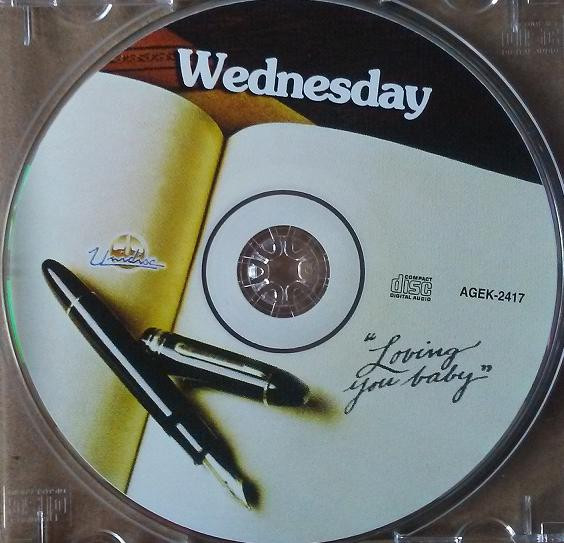 Wednesday
Unidisc
COMPACT
disc
DIGITAL AUDIO
AGEK-2417
"Loving
you baby"